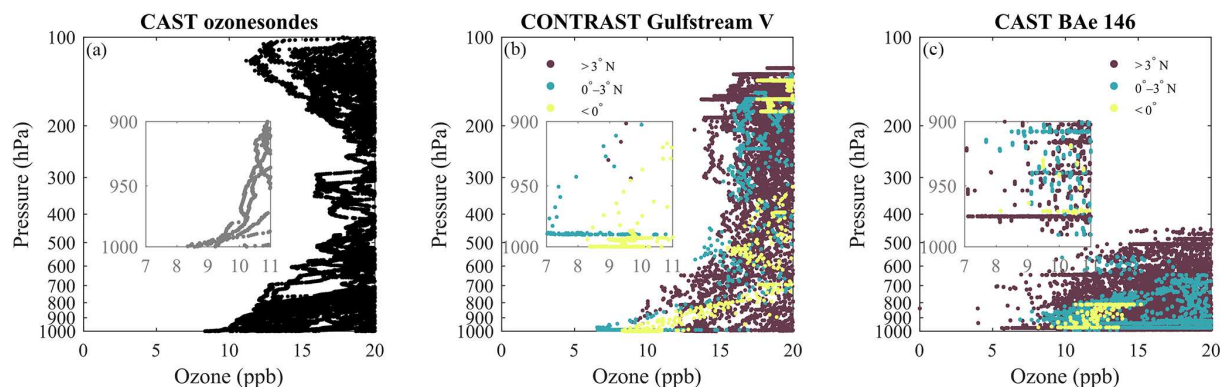 CAST ozonesondes
(a)
Pressure (hPa)
100
200
300
400
500
600
800
900
1000
900
950
1000
7 8 9 10 11
0 5 10 15 20
Ozone (ppb)
CONTRAST Gulfstream V
(b)
>3° N
0°–3° N
<0°
Pressure (hPa)
100
200
300
400
500
600
800
900
1000
900
950
1000
7 8 9 10 11
0 5 10 15 20
Ozone (ppb)
CAST BAe 146
(c)
>3° N
0°–3° N
<0°
Pressure (hPa)
100
200
300
400
500
600
800
900
1000
900
950
1000
7 8 9 10 11
0 5 10 15 20
Ozone (ppb)